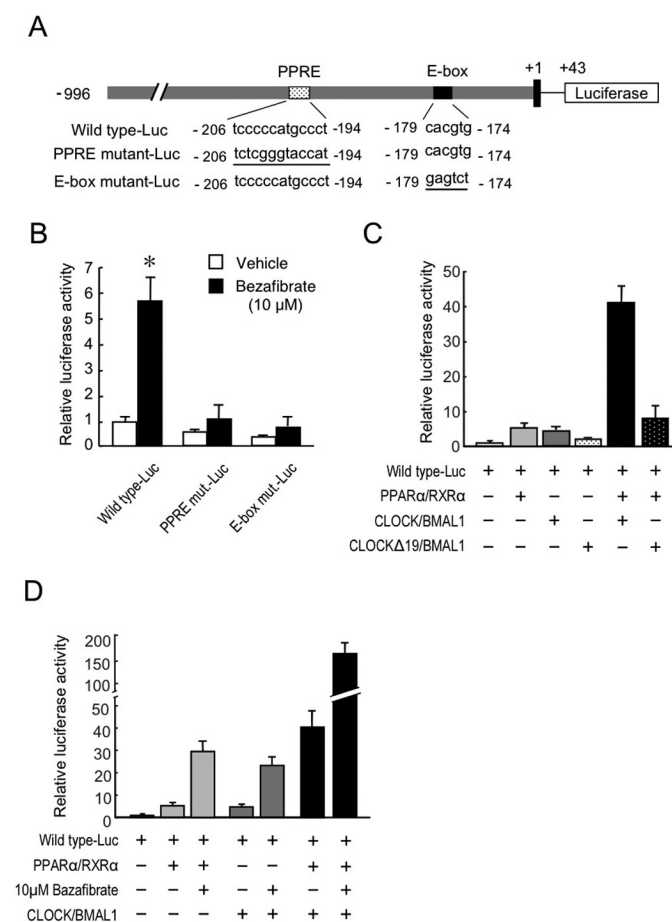 A
PPRE E-box +1 +43
-996 Luciferase
Wild type-Luc - 206 tcccccatgccct -194 - 179 cacgtg - 174
PPRE mutant-Luc - 206 tctcgggtaccat -194 - 179 cacgtg - 174
E-box mutant-Luc - 206 tcccccatgccct -194 - 179 gagtct - 174
B
Relative luciferase activity
7
6
5
4
3
2
1
0
*
Vehicle
Bezafibrate
(10 µM)
Wild type-Luc
PPRE mut.-Luc
E-box mut.-Luc
C
Relative luciferase activity
50
40
30
20
10
0
Wild type-Luc + + + + + +
PPARα/RXRα – + – – + +
CLOCK/BMAL1 – – + – + –
CLOCKΔ19/BMAL1 – – – + – +
D
Relative luciferase activity
200
150
100
50
40
30
20
10
0
Wild type-Luc + + + + + + +
PPARα/RXRα – + + – – + +
10µM Bazafibrate – – + – + – +
CLOCK/BMAL1 – – – + + + +